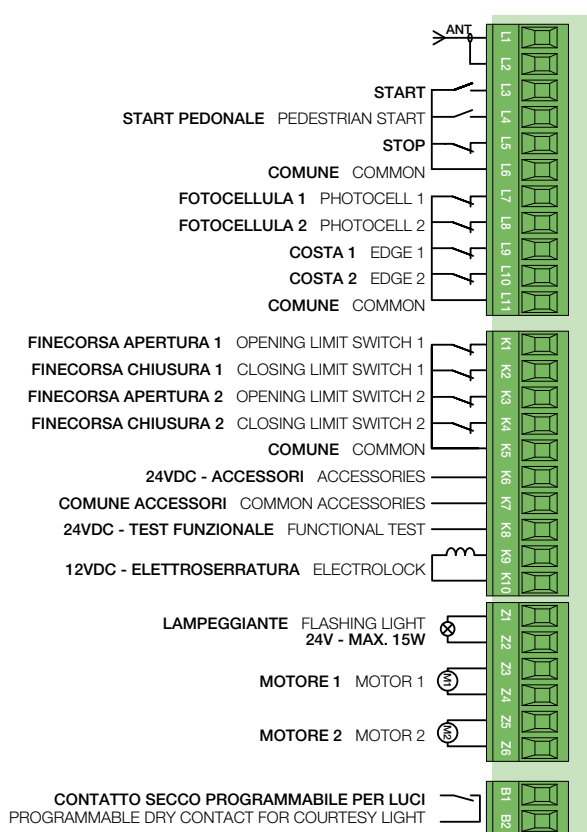 ANT
L1
L2
START L3
START PEDONALE PEDESTRIAN START L4
STOP L5
COMUNE COMMON L6
FOTOCELLULA 1 PHOTOCELL 1 L7
FOTOCELLULA 2 PHOTOCELL 2 L8
COSTA 1 EDGE 1 L9
COSTA 2 EDGE 2 L10
COMUNE COMMON L11
FINECORSA APERTURA 1 OPENING LIMIT SWITCH 1 K1
FINECORSA CHIUSURA 1 CLOSING LIMIT SWITCH 1 K2
FINECORSA APERTURA 2 OPENING LIMIT SWITCH 2 K3
FINECORSA CHIUSURA 2 CLOSING LIMIT SWITCH 2 K4
COMUNE COMMON K5
24VDC - ACCESSORI ACCESSORIES K6
COMUNE ACCESSORI COMMON ACCESSORIES K7
24VDC - TEST FUNZIONALE FUNCTIONAL TEST K8
K9
12VDC - ELETTROSERRATURA ELECTROLOCK K10
LAMPEGGIANTE FLASHING LIGHT Z1
24V - MAX. 15W Z2
Z3
MOTORE 1 MOTOR 1 M1
Z4
Z5
MOTORE 2 MOTOR 2 M2
Z6
CONTATTO SECCO PROGRAMMABILE PER LUCI B1
PROGRAMMABLE DRY CONTACT FOR COURTESY LIGHT B2